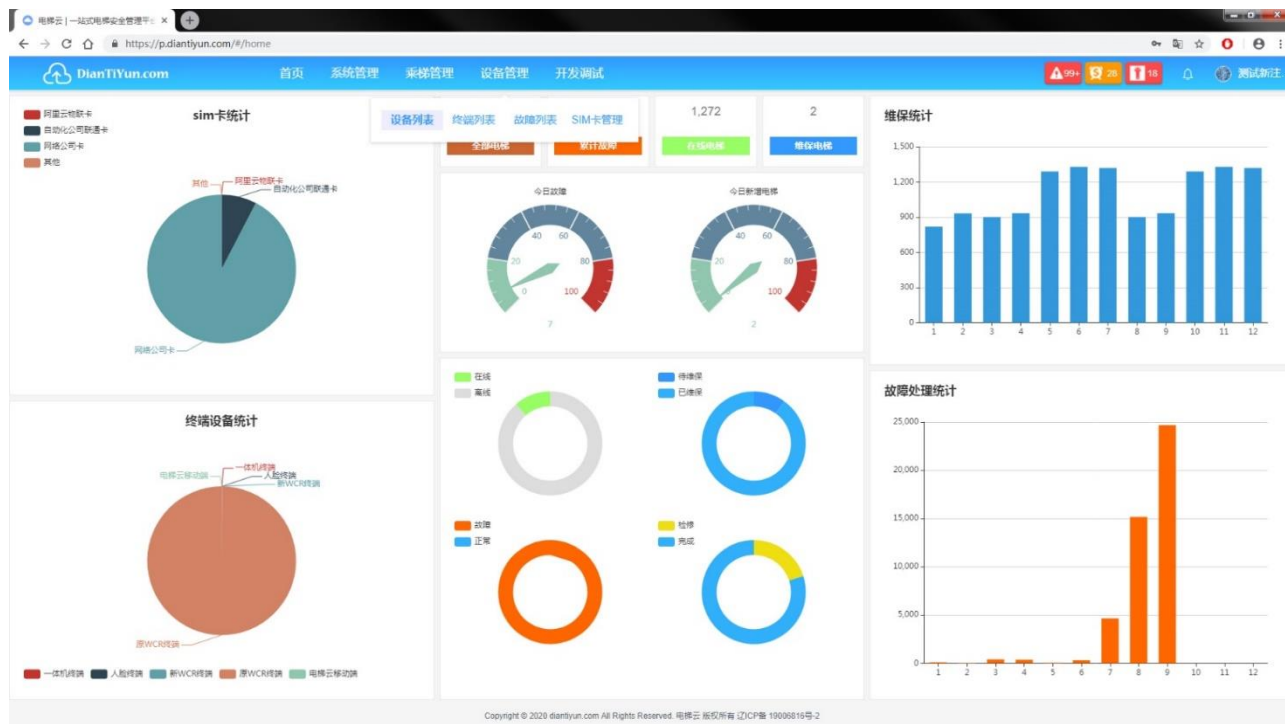 电梯云 | 一站式电梯安全管理平
https://p.diantiyun.com/#/home
DianTiYun.com
首页 系统管理 乘梯管理 设备管理 开发调试
99+ 28 18
测试新注
设备列表 终端列表 故障列表 SIM卡管理
sim卡统计
阿里云物联卡
自动化公司联通卡
网络公司卡
其他
其他 阿里云物联卡
自动化公司联通卡
网络公司卡
终端设备统计
一体机终端
电梯云移动端 人脸终端
新WCR终端
原WCR终端
一体机终端 人脸终端 新WCR终端 原WCR终端 电梯云移动端
1,272 2
全部电梯 累计故障 在线电梯 维保电梯
今日故障
0 20 40 60 80 100
7
今日新增电梯
20 40 60 80 100
2
在线
离线
待维保
已维保
故障
正常
检修
完成
维保统计
1,500
1,200
900
600
300
0
1 2 3 4 5 6 7 8 9 10 11 12
故障处理统计
25,000
20,000
15,000
10,000
5,000
0
1 2 3 4 5 6 7 8 9 10 11 12
Copyright © 2020 diantiyun.com All Rights Reserved. 电梯云 版权所有 辽ICP备 19006816号-2